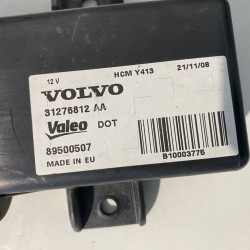 12 V HCM Y413 21/11/08
VOLVO
31276812 AA
Valeo DOT
89500507
MADE IN EU
B10003776